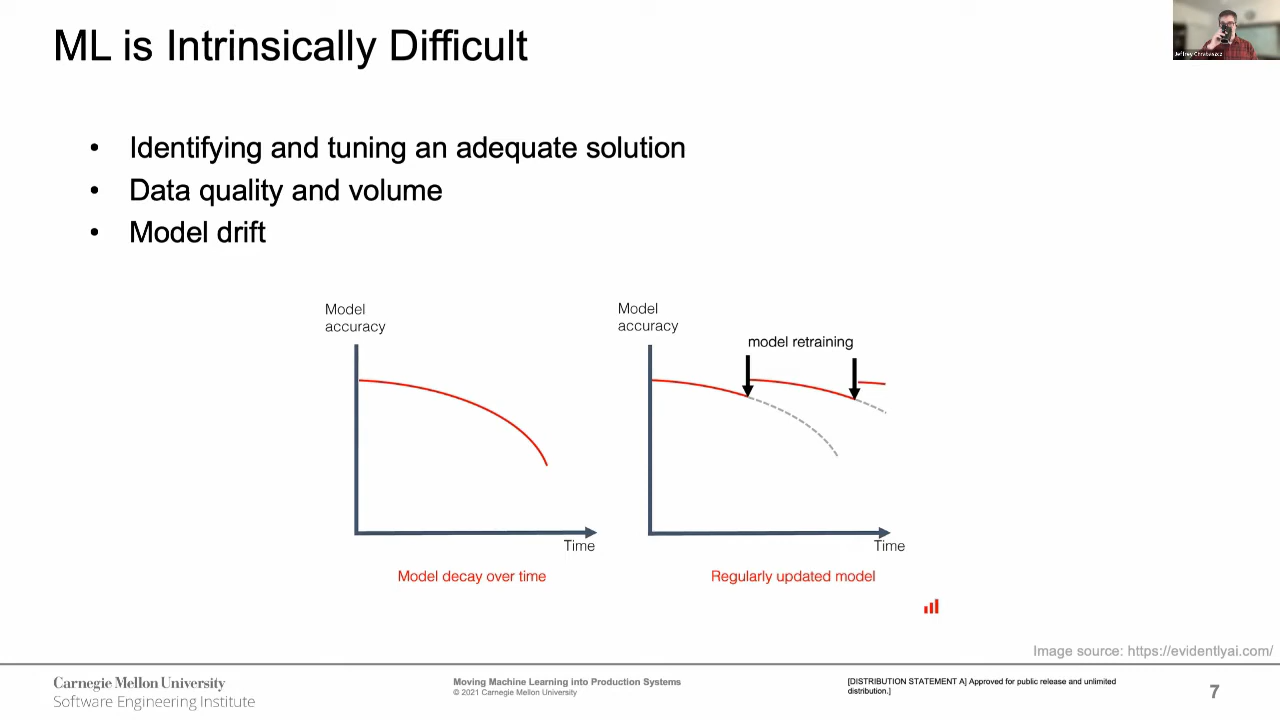 ML is Intrinsically Difficult
Jeffrey Chrabaszcz
• Identifying and tuning an adequate solution
• Data quality and volume
• Model drift
Model
accuracy
Time
Model decay over time
Model
accuracy
model retraining
Time
Regularly updated model
Image source: https://evidentlyai.com/
Carnegie Mellon University
Software Engineering Institute
Moving Machine Learning into Production Systems
© 2021 Carnegie Mellon University
[DISTRIBUTION STATEMENT A] Approved for public release and unlimited
distribution.]
7